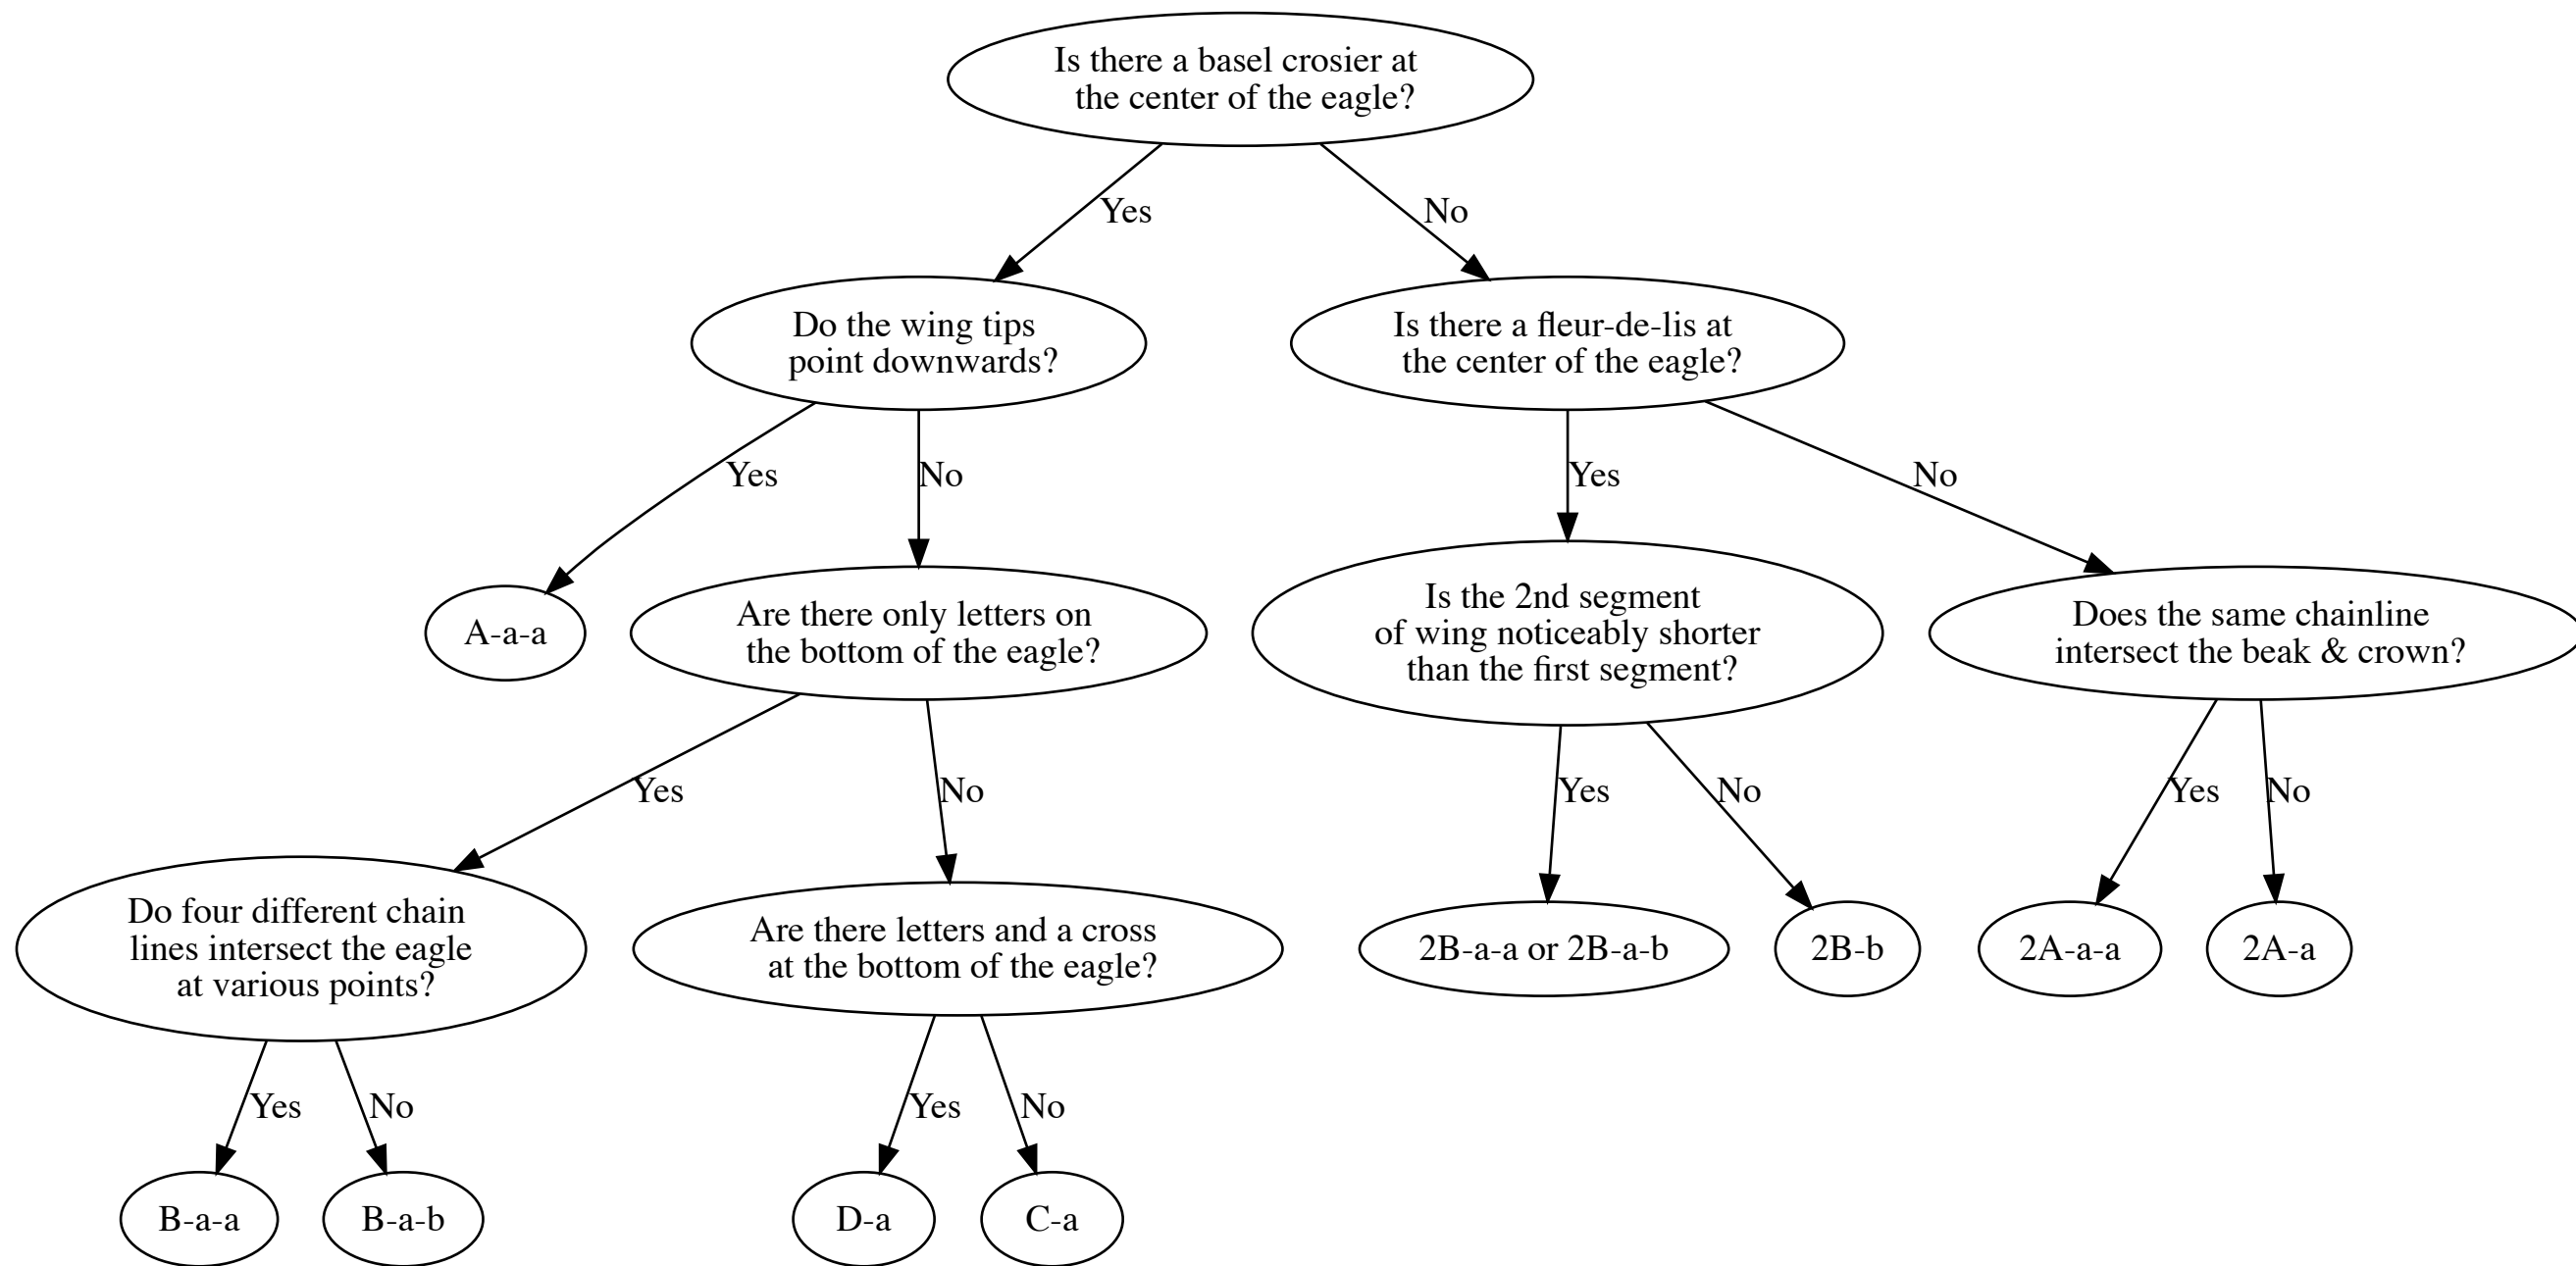 Is there a basel crosier at
the center of the eagle?
Yes
No
Do the wing tips
point downwards?
Is there a fleur-de-lis at
the center of the eagle?
Yes
No
Yes
No
A-a-a
Are there only letters on
the bottom of the eagle?
Is the 2nd segment
of wing noticeably shorter
than the first segment?
Does the same chainline
intersect the beak & crown?
Yes
No
Yes
No
Yes
No
Do four different chain
lines intersect the eagle
at various points?
Are there letters and a cross
at the bottom of the eagle?
2B-a-a or 2B-a-b
2B-b
2A-a-a
2A-a
Yes
No
Yes
No
B-a-a
B-a-b
D-a
C-a